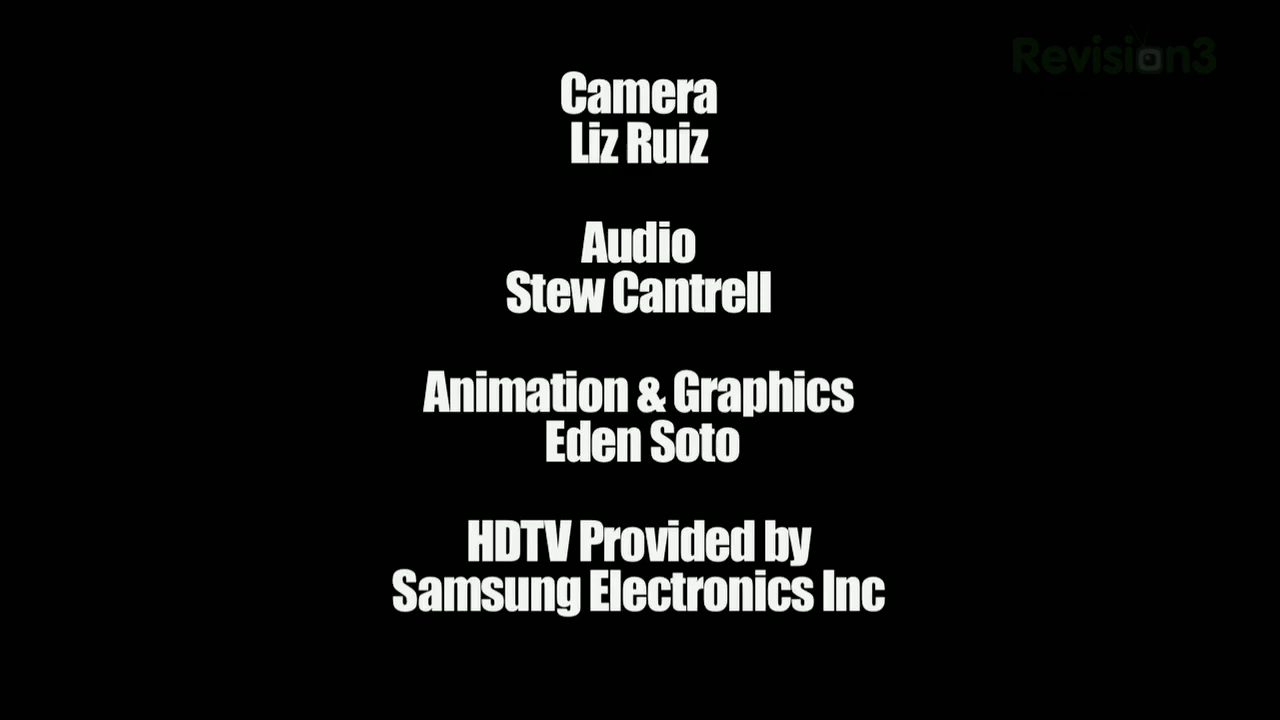 Revision3
Camera
Liz Ruiz
Audio
Stew Cantrell
Animation & Graphics
Eden Soto
HDTV Provided by
Samsung Electronics Inc